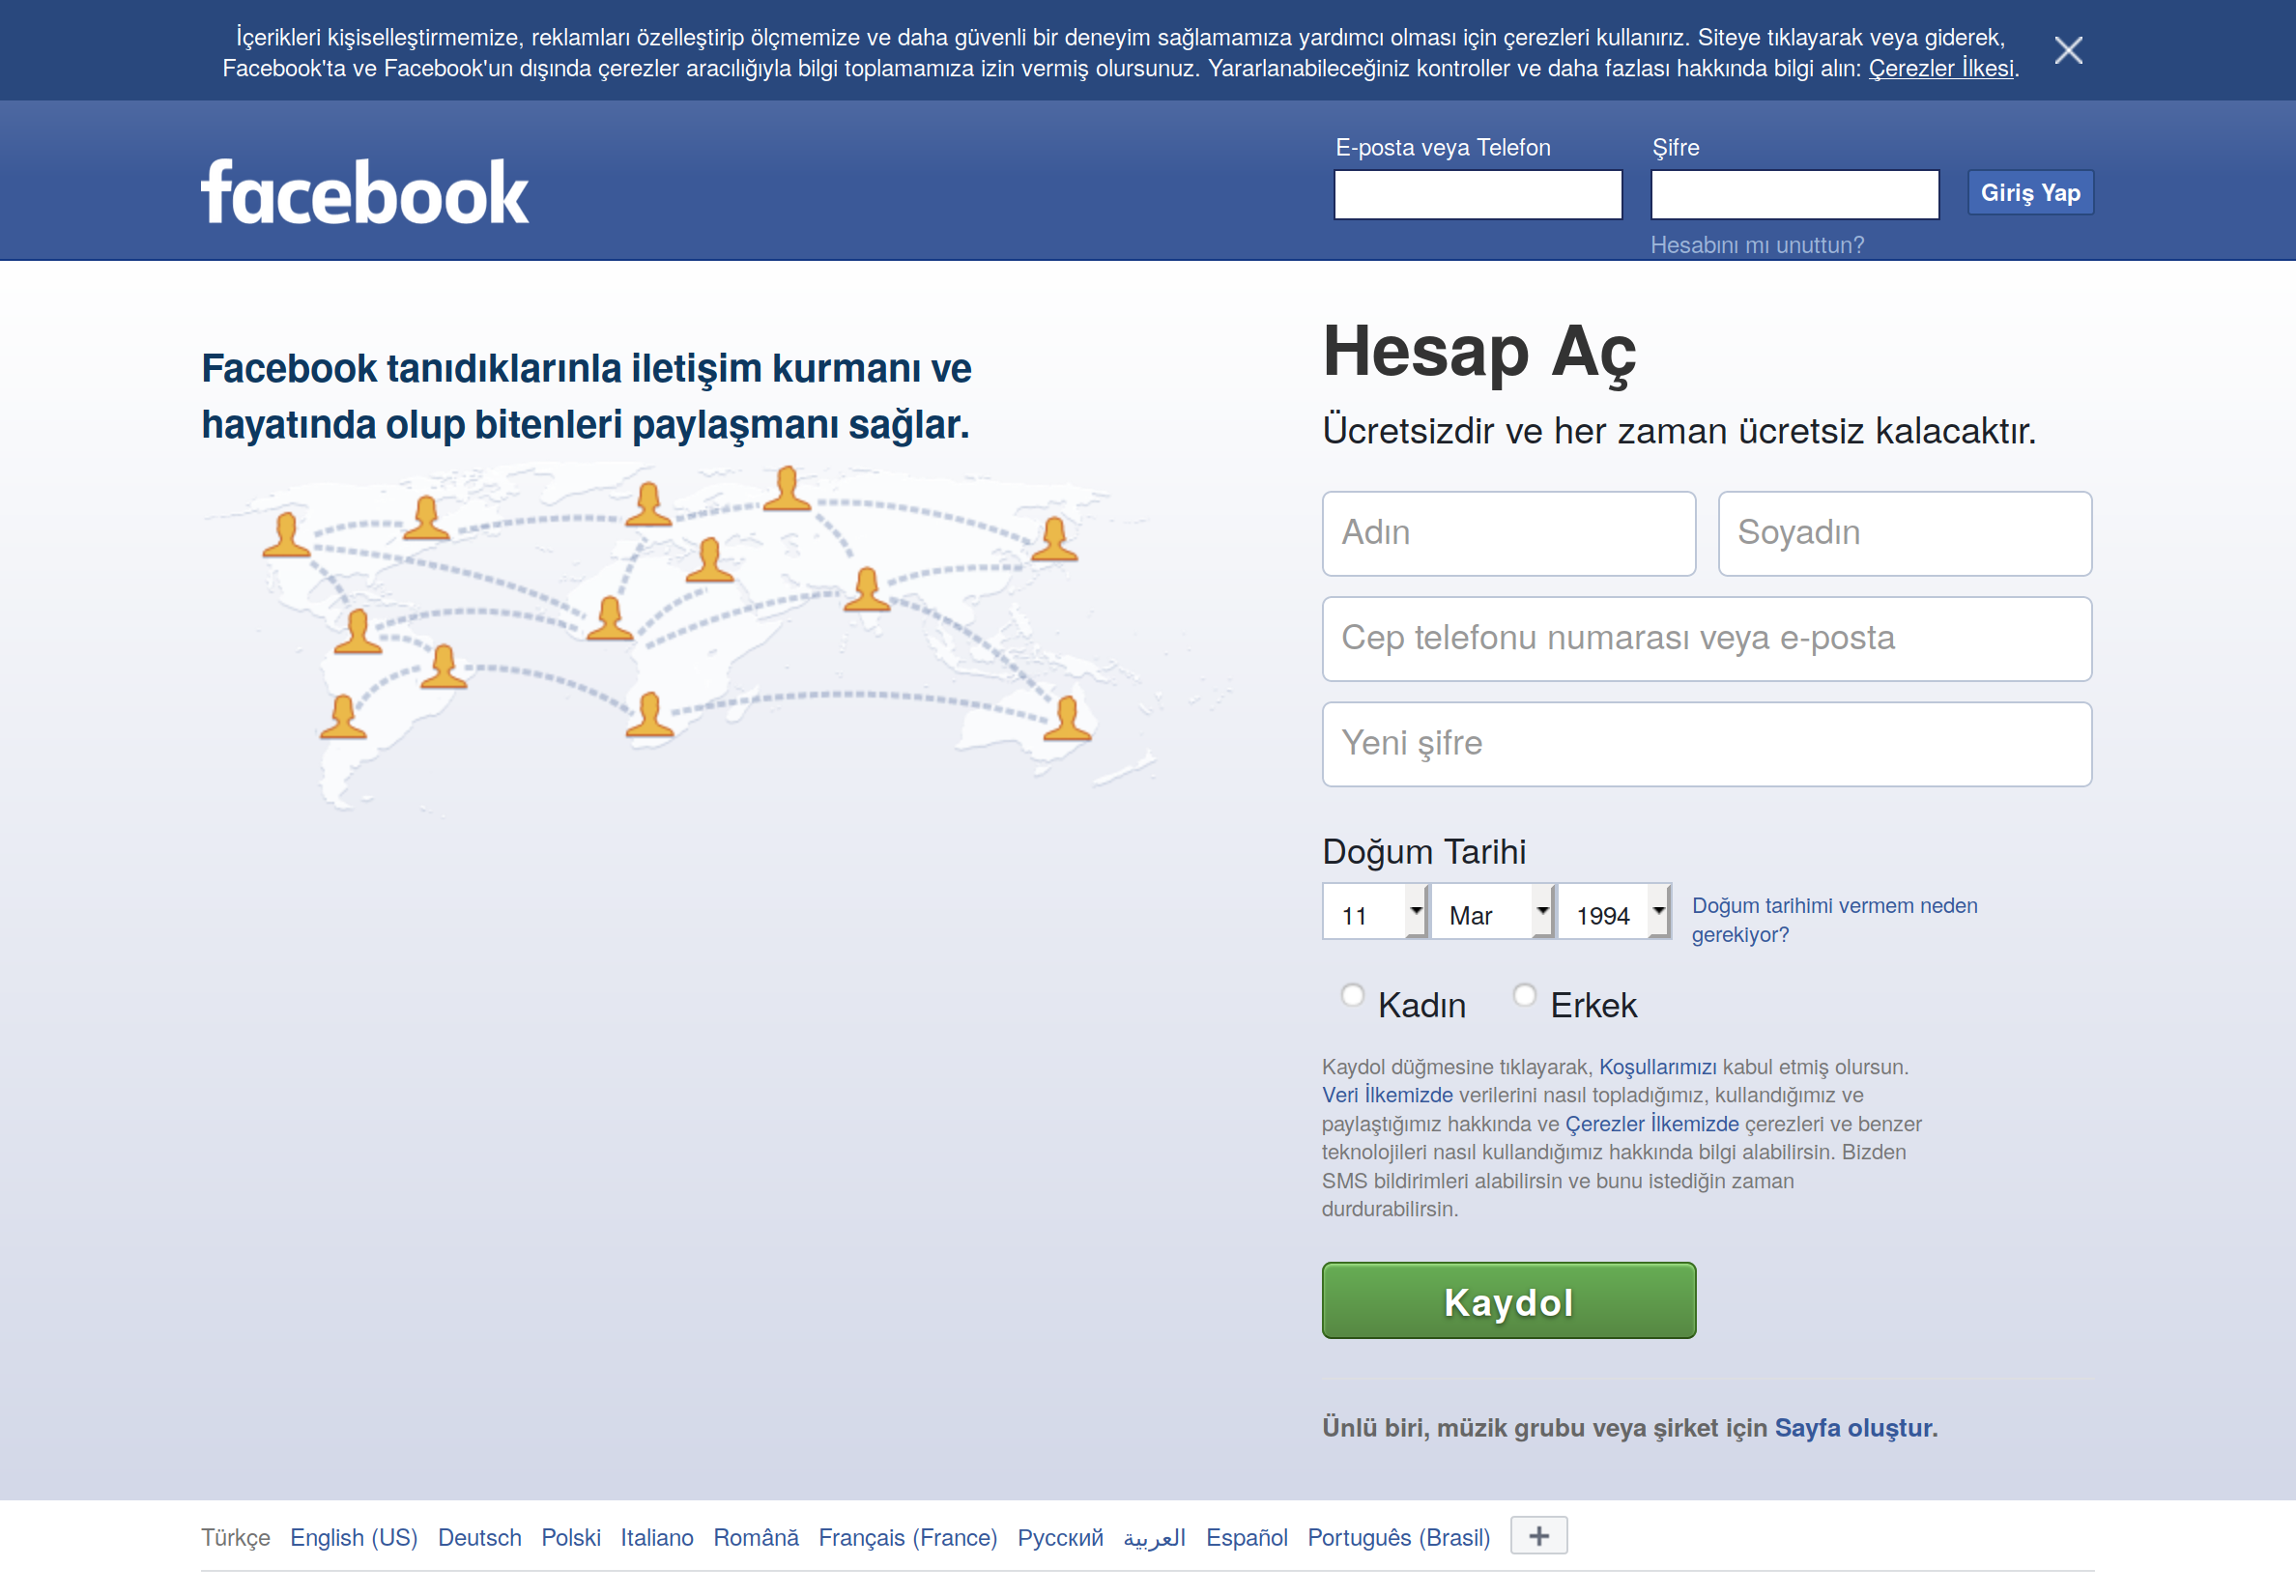 İçerikleri kişiselleştirmemize, reklamları özelleştirip ölçmemize ve daha güvenli bir deneyim sağlamamıza yardımcı olması için çerezleri kullanırız. Siteye tıklayarak veya giderek,
Facebook'ta ve Facebook'un dışında çerezler aracılığıyla bilgi toplamamıza izin vermiş olursunuz. Yararlanabileceğiniz kontroller ve daha fazlası hakkında bilgi alın: Çerezler İlkesi.
facebook
E-posta veya Telefon
Şifre
Giriş Yap
Hesabını mı unuttun?
Facebook tanıdıklarınla iletişim kurmanı ve
hayatında olup bitenleri paylaşmanı sağlar.
Hesap Aç
Ücretsizdir ve her zaman ücretsiz kalacaktır.
Adın
Soyadın
Cep telefonu numarası veya e-posta
Yeni şifre
Doğum Tarihi
11 Mar 1994
Doğum tarihimi vermem neden
gerekiyor?
Kadın Erkek
Kaydol düğmesine tıklayarak, Koşullarımızı kabul etmiş olursun.
Veri İlkemizde verilerini nasıl topladığımız, kullandığımız ve
paylaştığımız hakkında ve Çerezler İlkemizde çerezleri ve benzer
teknolojileri nasıl kullandığımız hakkında bilgi alabilirsin. Bizden
SMS bildirimleri alabilirsin ve bunu istediğin zaman
durdurabilirsin.
Kaydol
Ünlü biri, müzik grubu veya şirket için Sayfa oluştur.
Türkçe English (US) Deutsch Polski Italiano Română Français (France) Русский العربية Español Português (Brasil)